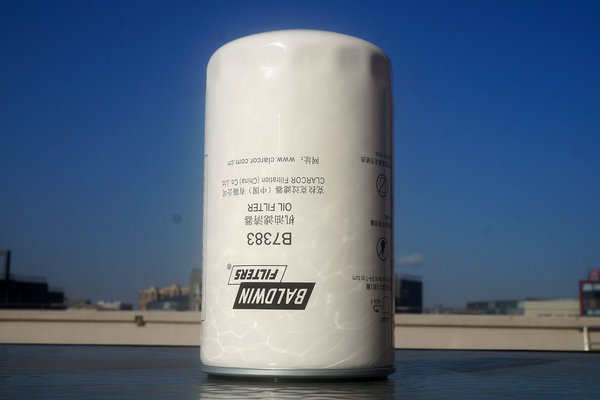 BALDWIN
FILTERS®
B7383
机油滤清器
OIL FILTER
克拉克过滤器(中国)有限公司
CLARCOR Filtration (China) Co., Ltd.
网址: www.clarcor.com.cn